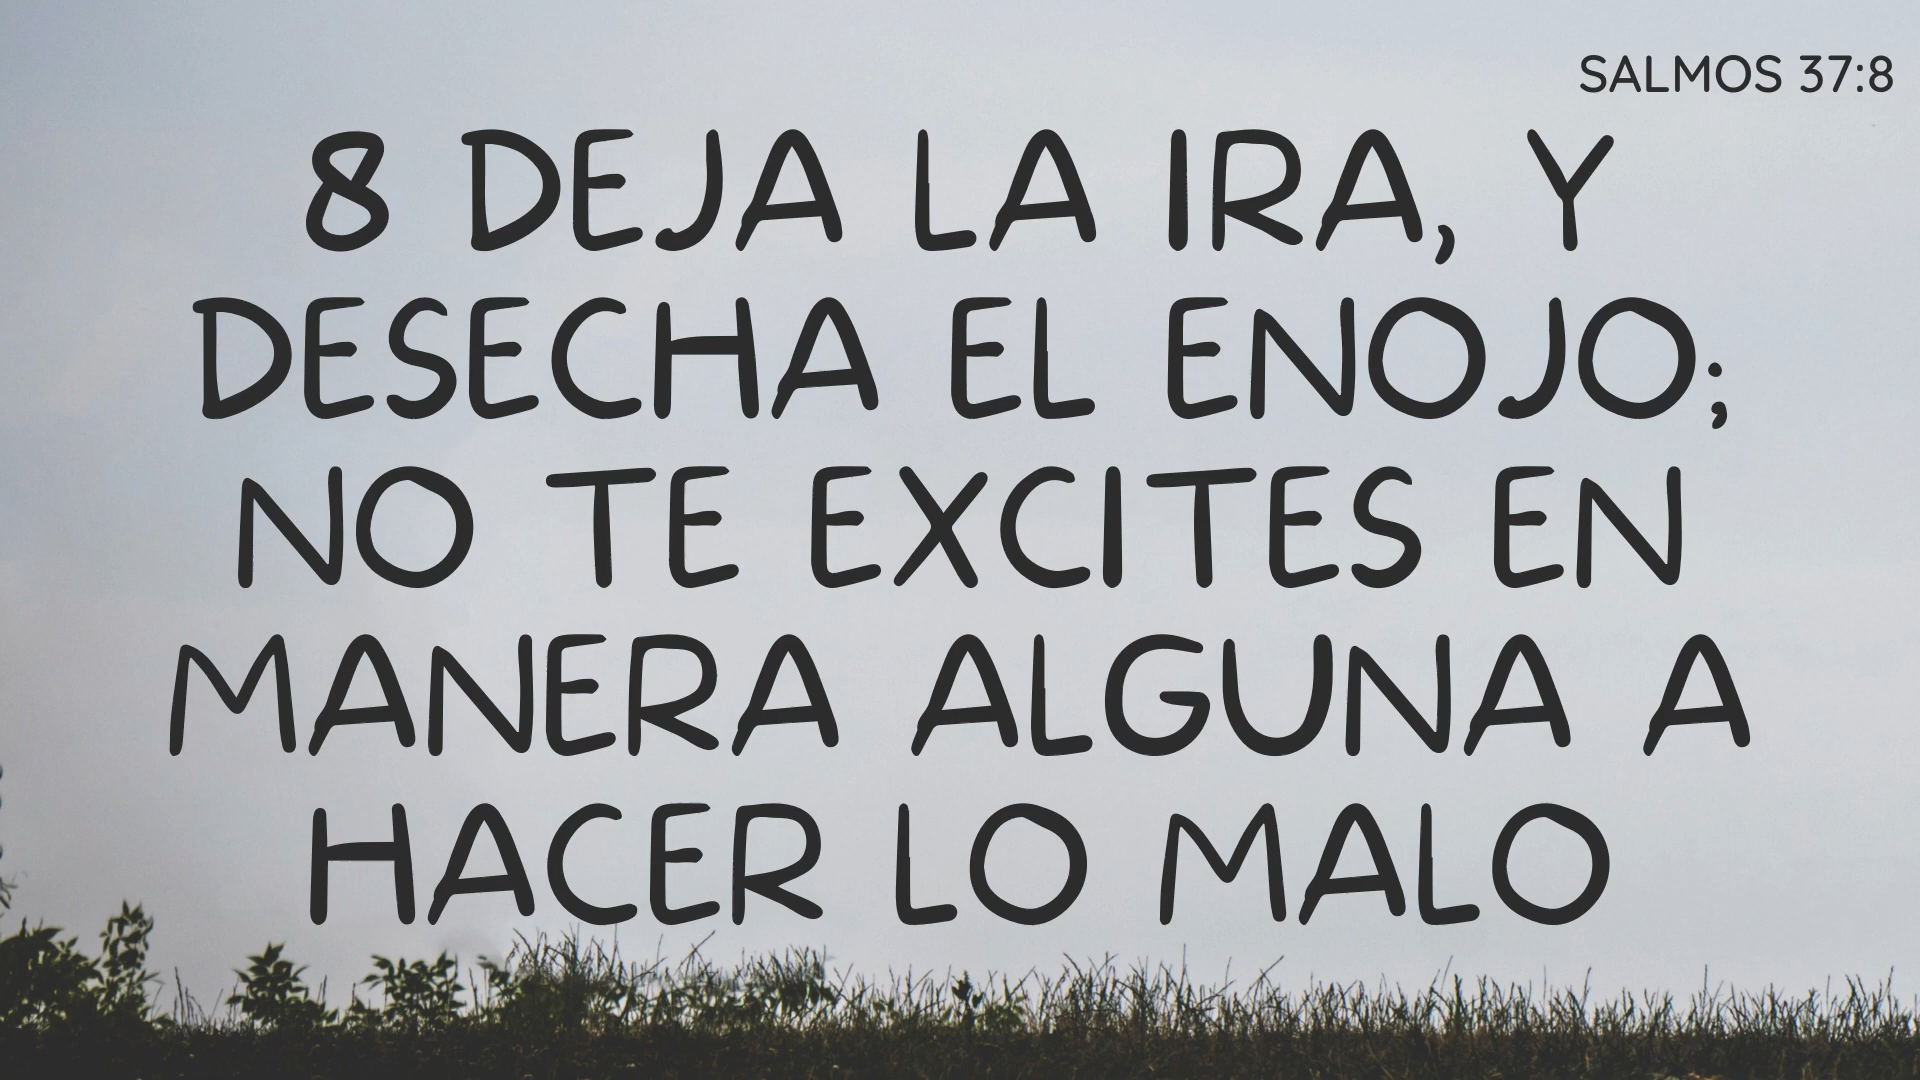 SALMOS 37:8
8 DEJA LA IRA, Y
DESECHA EL ENOJO;
NO TE EXCITES EN
MANERA ALGUNA A
HACER LO MALO